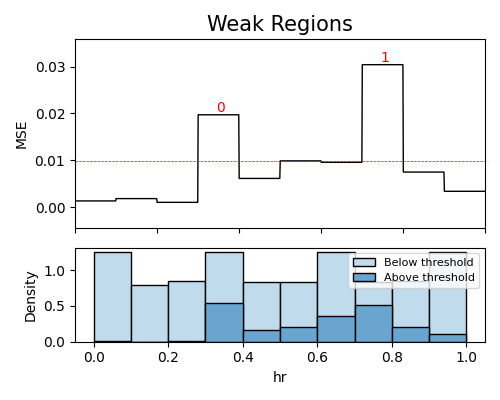 Weak Regions
0.03
0.02
0.01
0.00
MSE
0
1
1.0
0.5
0.0
Density
Below threshold
Above threshold
0.0 0.2 0.4 0.6 0.8 1.0
hr